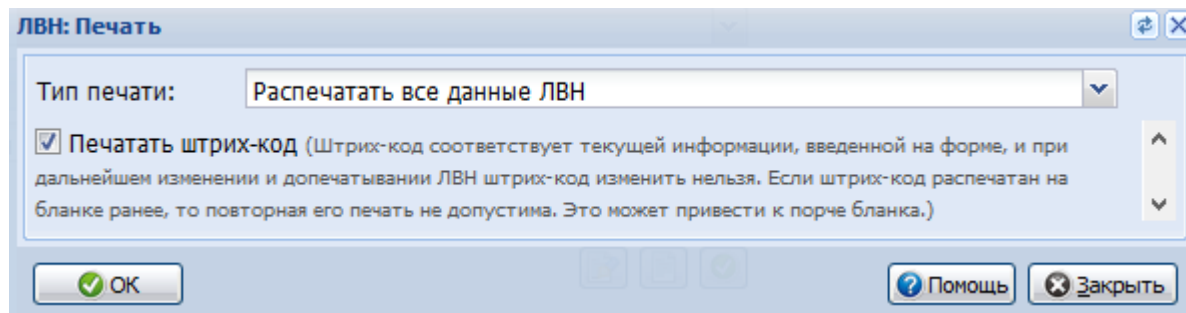 ЛВН: Печать
Тип печати: Распечатать все данные ЛВН
Печатать штрих-код (Штрих-код соответствует текущей информации, введенной на форме, и при
дальнейшем изменении и допечатывании ЛВН штрих-код изменить нельзя. Если штрих-код распечатан на
бланке ранее, то повторная его печать не допустима. Это может привести к порче бланка.)
ОК Помощь Закрыть